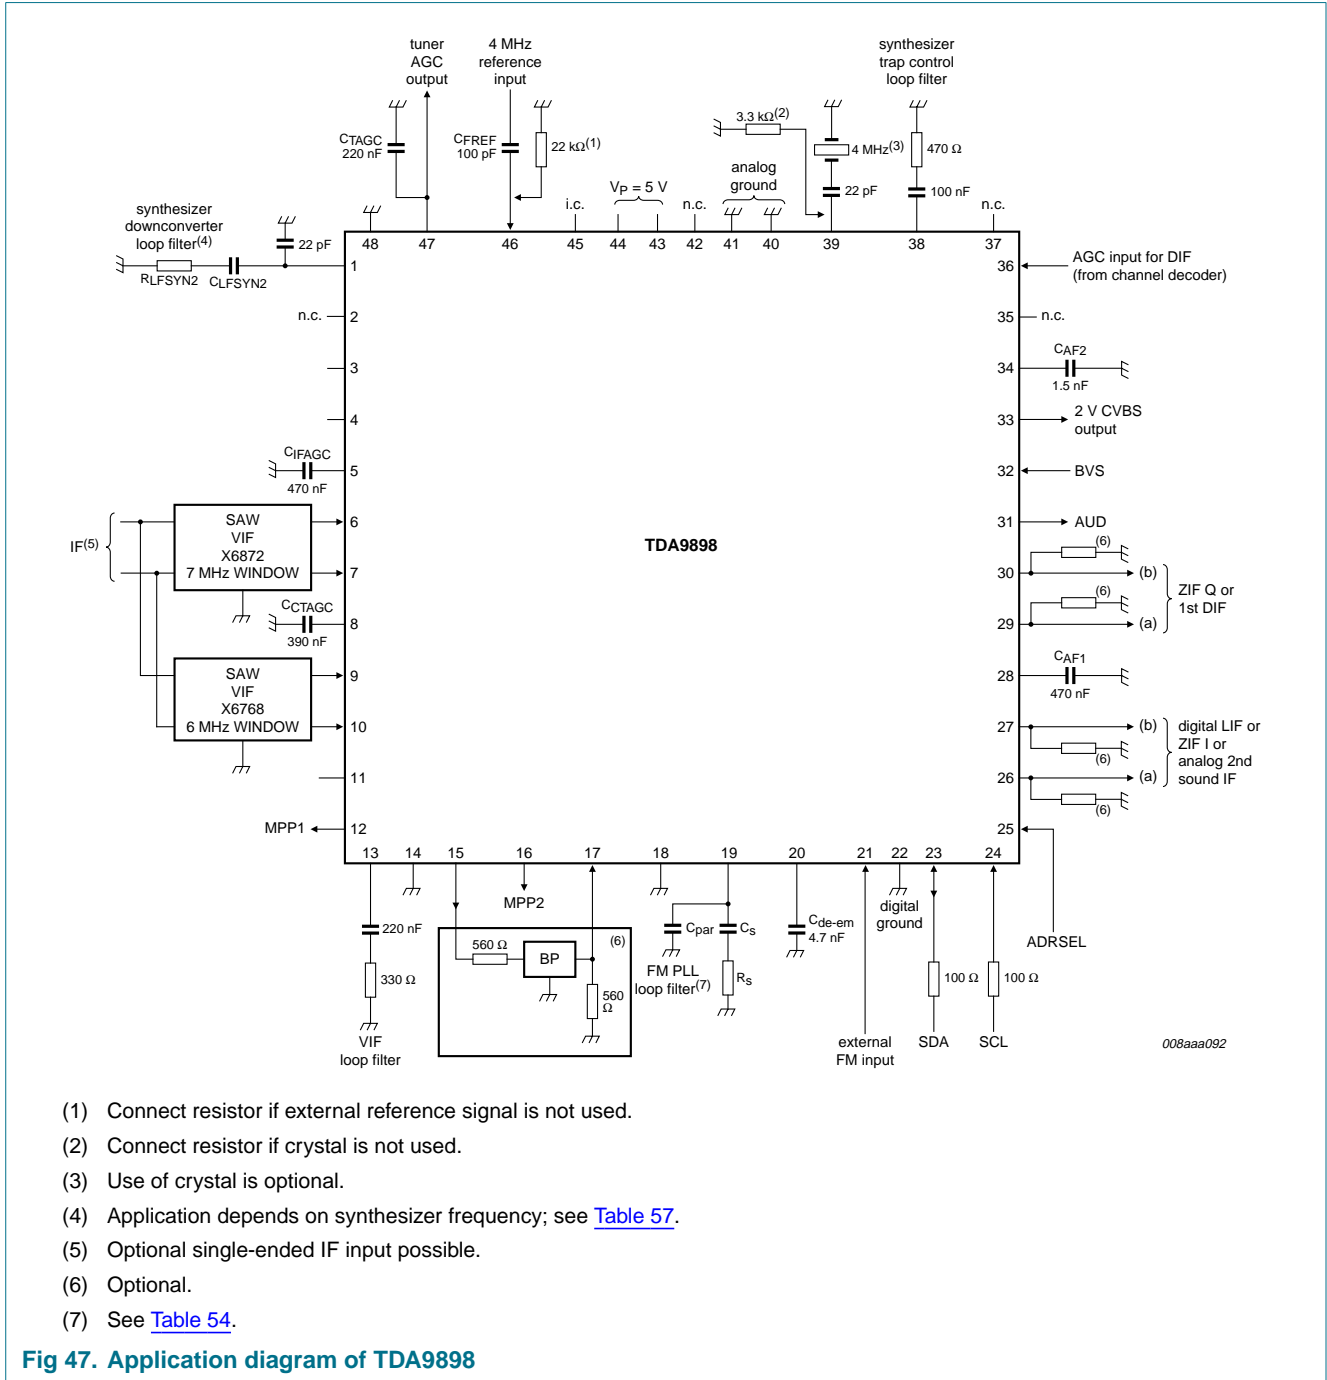 tuner
AGC
output
4 MHz
reference
input
synthesizer
trap control
loop filter
CTAGC
220 nF
CFREF
100 pF
22 kΩ(1)
3.3 kΩ(2)
4 MHz(3)
22 pF
470 Ω
100 nF
analog
ground
VP = 5 V
i.c.
n.c.
n.c.
synthesizer
downconverter
loop filter(4)
22 pF
RLFSYN2
CLFSYN2
48
47
46
45
44
43
42
41
40
39
38
37
1
n.c.
2
3
4
CIFAGC
470 nF
5
IF(5)
SAW
VIF
X6872
7 MHz WINDOW
6
7
CCTAGC
390 nF
8
SAW
VIF
X6768
6 MHz WINDOW
9
10
11
MPP1
12
TDA9898
36
AGC input for DIF
(from channel decoder)
35
n.c.
34
CAF2
1.5 nF
33
2 V CVBS
output
32
BVS
31
AUD
(6)
30
(b)
(6)
29
(a)
ZIF Q or
1st DIF
28
CAF1
470 nF
27
(b)
(6)
26
(a)
(6)
digital LIF or
ZIF I or
analog 2nd
sound IF
25
ADRSEL
13
14
15
16
17
18
19
20
21
22
23
24
220 nF
330 Ω
VIF
loop filter
MPP2
560 Ω
BP
(6)
560
Ω
Cpar
Cs
FM PLL
loop filter(7)
Rs
Cde-em
4.7 nF
digital
ground
100 Ω
100 Ω
external
FM input
SDA
SCL
008aaa092
(1) Connect resistor if external reference signal is not used.
(2) Connect resistor if crystal is not used.
(3) Use of crystal is optional.
(4) Application depends on synthesizer frequency; see Table 57.
(5) Optional single-ended IF input possible.
(6) Optional.
(7) See Table 54.
Fig 47. Application diagram of TDA9898